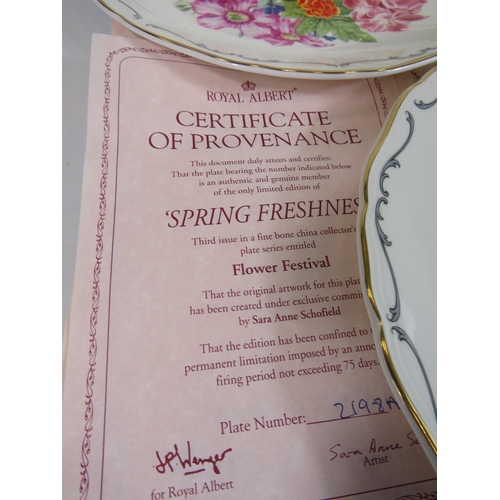 ROYAL ALBERT
CERTIFICATE
OF PROVENANCE
This document duly attests and certifies:
That the plate bearing the number indicated below
is an authentic and genuine member
of the only limited edition of
'SPRING FRESHNES
Third issue in a fine bone china collector's
plate series entitled
Flower Festival
That the original artwork for this plat
has been created under exclusive commis
by Sara Anne Schofield
That the edition has been confined to
permanent limitation imposed by an anne
firing period not exceeding 75 days.
Plate Number: 2198A
Sara Anne
Artist
for Royal Albert